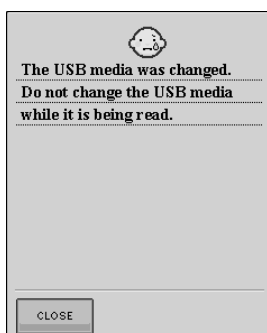 The USB media was changed.
Do not change the USB media
while it is being read.
CLOSE